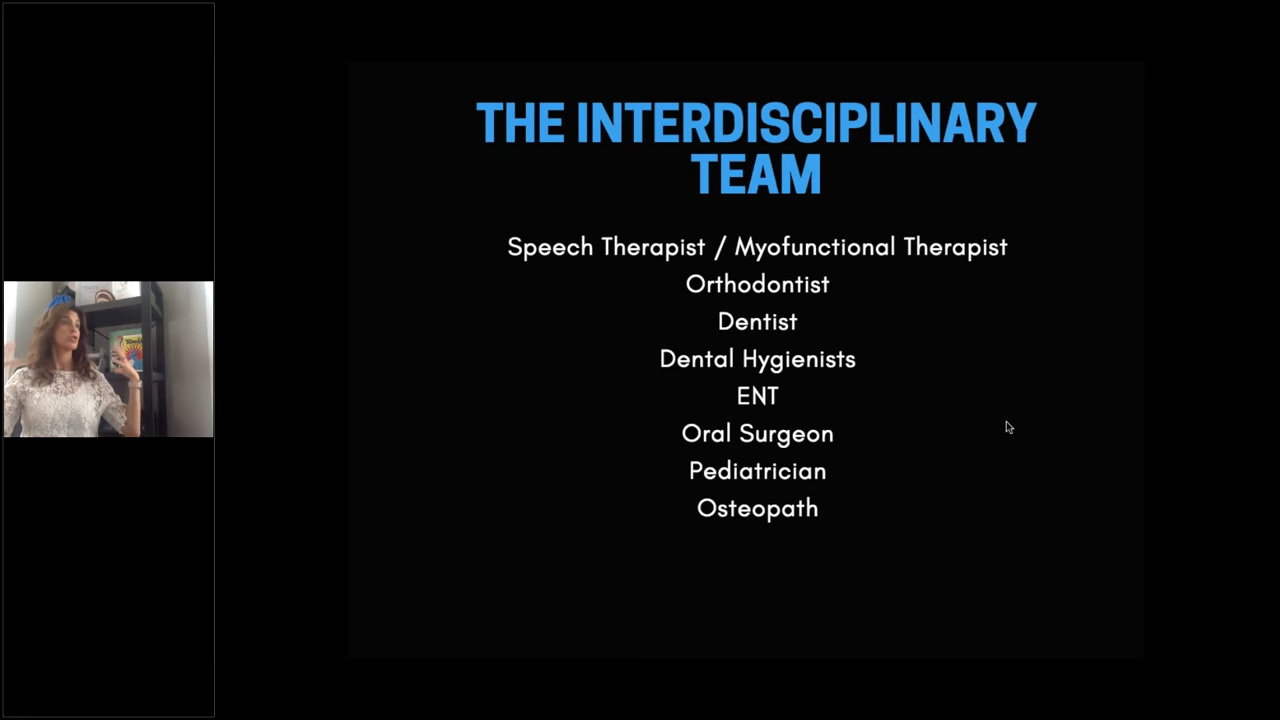 THE INTERDISCIPLINARY
TEAM
Speech Therapist / Myofunctional Therapist
Orthodontist
Dentist
Dental Hygienists
ENT
Oral Surgeon
Pediatrician
Osteopath